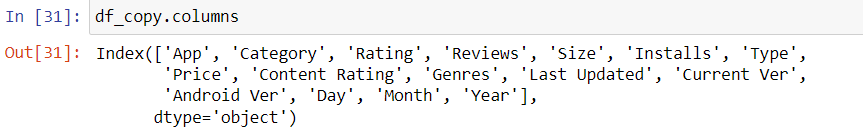 In [31]: df_copy.columns
Out[31]: Index(['App', 'Category', 'Rating', 'Reviews', 'Size', 'Installs', 'Type',
'Price', 'Content Rating', 'Genres', 'Last Updated', 'Current Ver',
'Android Ver', 'Day', 'Month', 'Year'],
dtype='object')